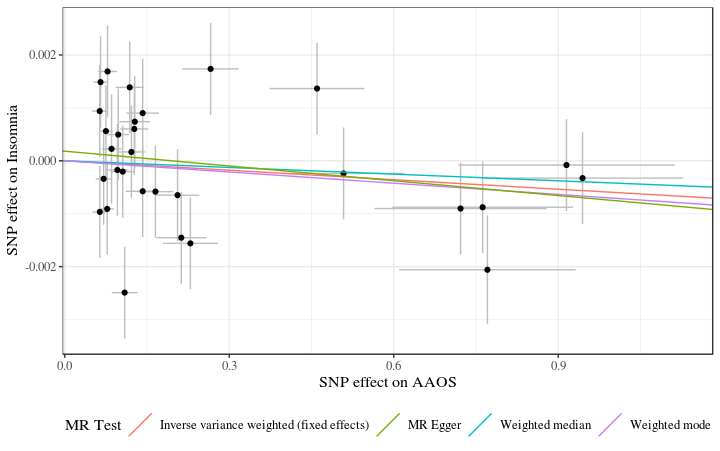 SNP effect on Insomnia
0.002
0.000
-0.002
0.0 0.3 0.6 0.9
SNP effect on AAOS
MR Test Inverse variance weighted (fixed effects) MR Egger Weighted median Weighted mode